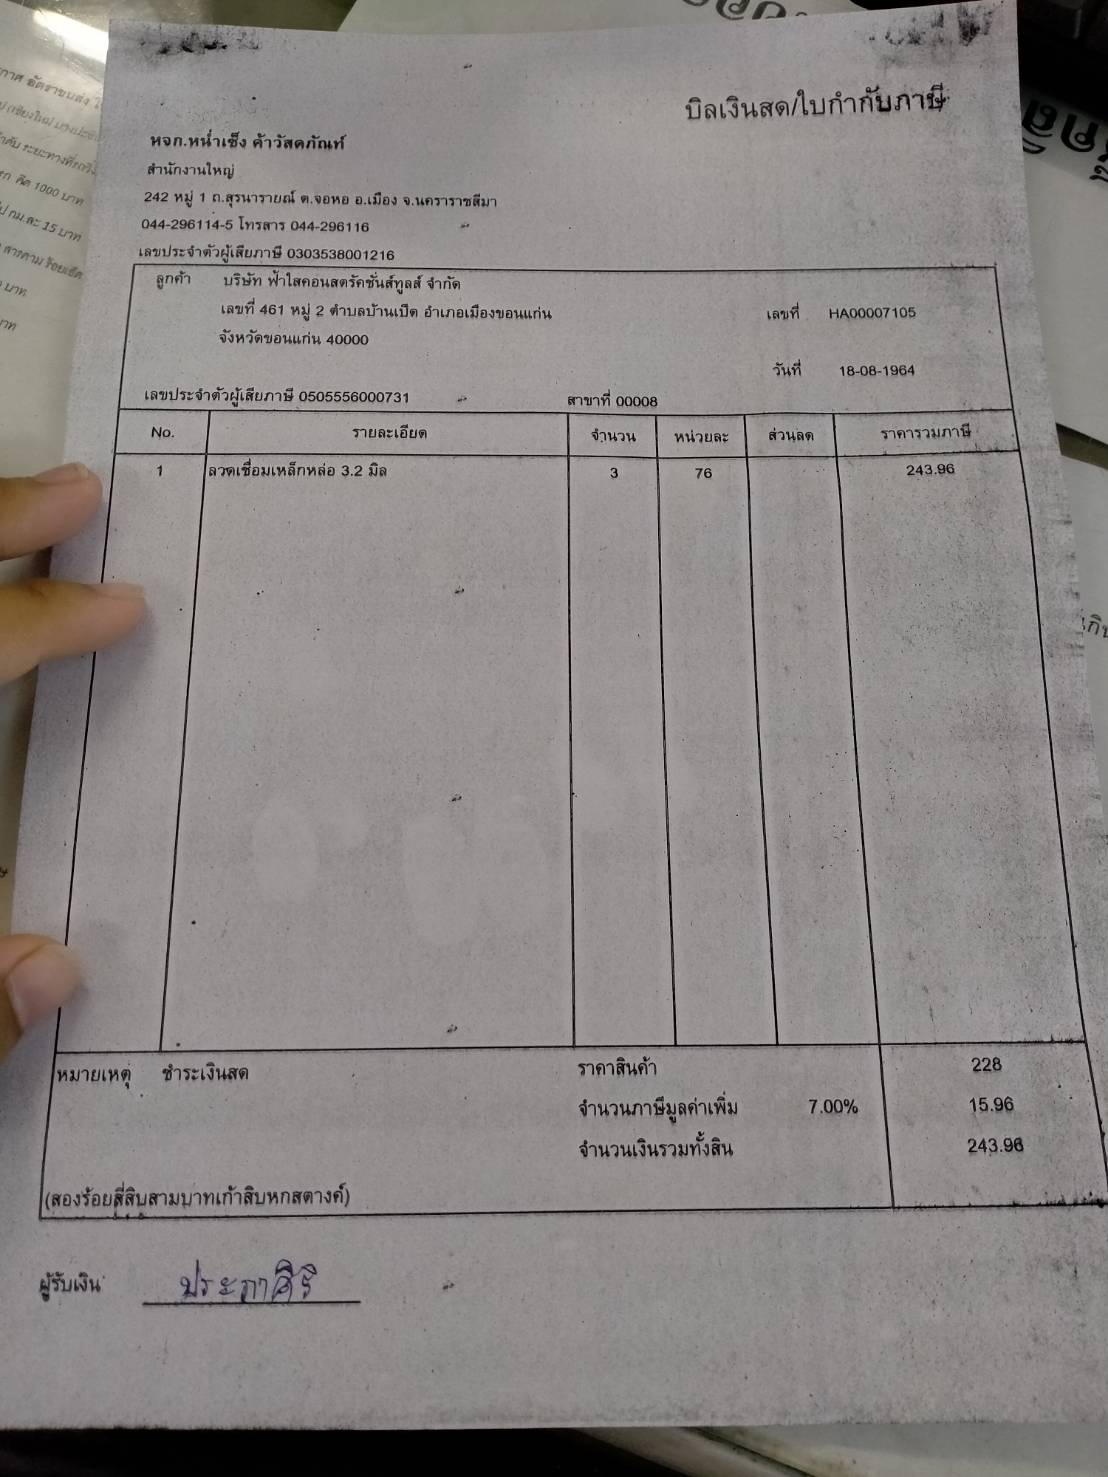 บิลเงินสด/ใบกำกับภาษี
หจก.หน่ำเซ็ง ค้าวัสดุภัณฑ์
สำนักงานใหญ่
242 หมู่ 1 ถ.สุรนารายณ์ ต.จอหอ อ.เมือง จ.นครราชสีมา
044-296114-5 โทรสาร 044-296116
เลขประจำตัวผู้เสียภาษี 0303538001216
ลูกค้า บริษัท ฟ้าใสคอนสตรัคชั่นส์ทูลส์ จำกัด
เลขที่ 461 หมู่ 2 ตำบลบ้านเป็ด อำเภอเมืองขอนแก่น
เลขที่ HA00007105
จังหวัดขอนแก่น 40000
วันที่ 18-08-1964
เลขประจำตัวผู้เสียภาษี 0505556000731 สาขาที่ 00008
No. รายละเอียด จำนวน หน่วยละ ส่วนลด ราคารวมภาษี
1 ลวดเชื่อมเหล็กหล่อ 3.2 มิล 3 76 243.96
หมายเหตุ ชำระเงินสด ราคาสินค้า 228
จำนวนภาษีมูลค่าเพิ่ม 7.00% 15.96
จำนวนเงินรวมทั้งสิน 243.96
(สองร้อยสี่สิบสามบาทเก้าสิบหกสตางค์)
ผู้รับเงิน ประภาศิริ